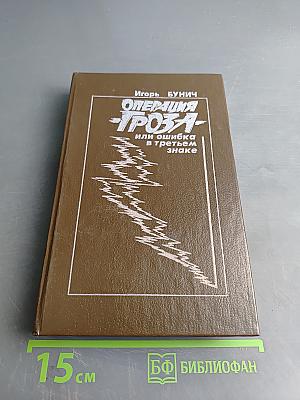 Игорь БУНИЧ
ОПЕРАЦИЯ
-ГРОЗА-
или ошибка
в третьем
знаке
15 см
БФ БИБЛИОФАН